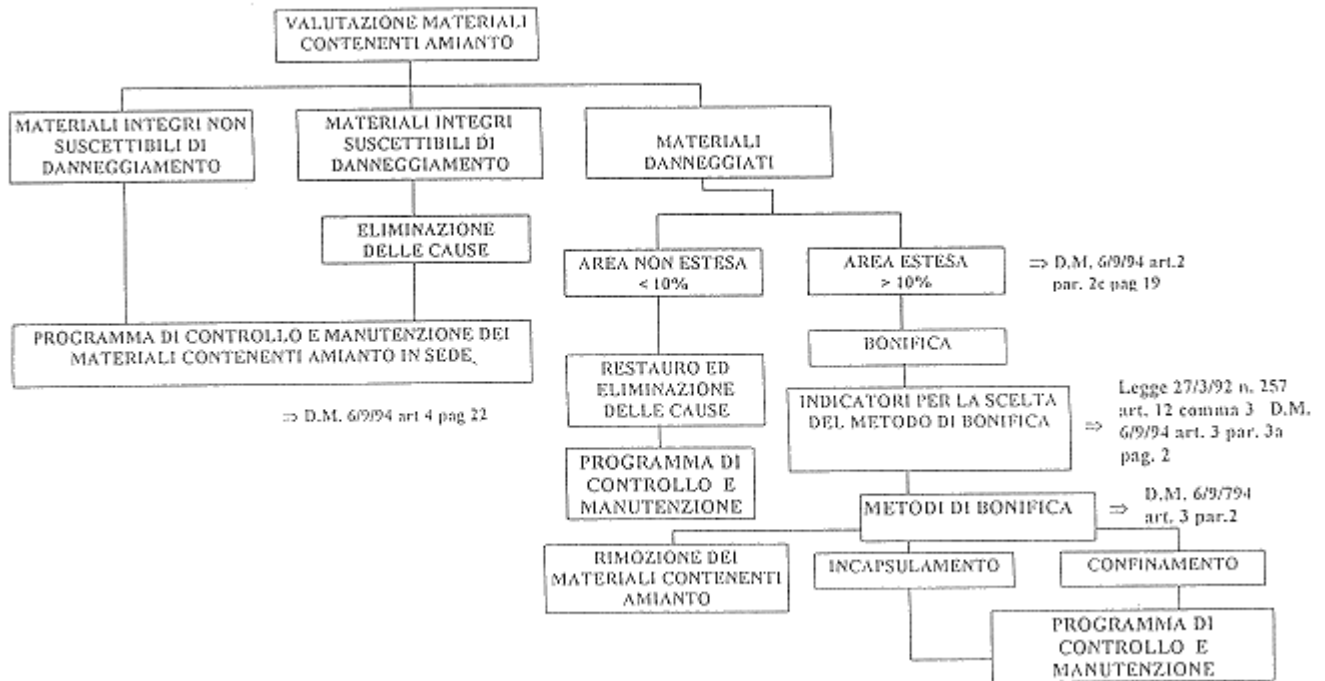 VALUTAZIONE MATERIALI
CONTENENTI AMIANTO
MATERIALI INTEGRI NON
SUSCETTIBILI DI
DANNEGGIAMENTO
MATERIALI INTEGRI
SUSCETTIBILI DI
DANNEGGIAMENTO
MATERIALI
DANNEGGIATI
ELIMINAZIONE
DELLE CAUSE
AREA NON ESTESA
< 10%
AREA ESTESA
> 10%
⇒ D.M. 6/9/94 art.2
par. 2c pag 19
PROGRAMMA DI CONTROLLO E MANUTENZIONE DEI
MATERIALI CONTENENTI AMIANTO IN SEDE
⇒ D.M. 6/9/94 art 4 pag 22
BONIFICA
RESTAURO ED
ELIMINAZIONE
DELLE CAUSE
INDICATORI PER LA SCELTA
DEL METODO DI BONIFICA
⇒ Legge 27/3/92 n. 257
art. 12 comma 3 D.M.
6/9/94 art. 3 par. 3a
pag. 2
PROGRAMMA DI
CONTROLLO E
MANUTENZIONE
METODI DI BONIFICA
⇒ D.M. 6/9/794
art. 3 par.2
RIMOZIONE DEI
MATERIALI CONTENENTI
AMIANTO
INCAPSULAMENTO
CONFINAMENTO
PROGRAMMA DI
CONTROLLO E
MANUTENZIONE